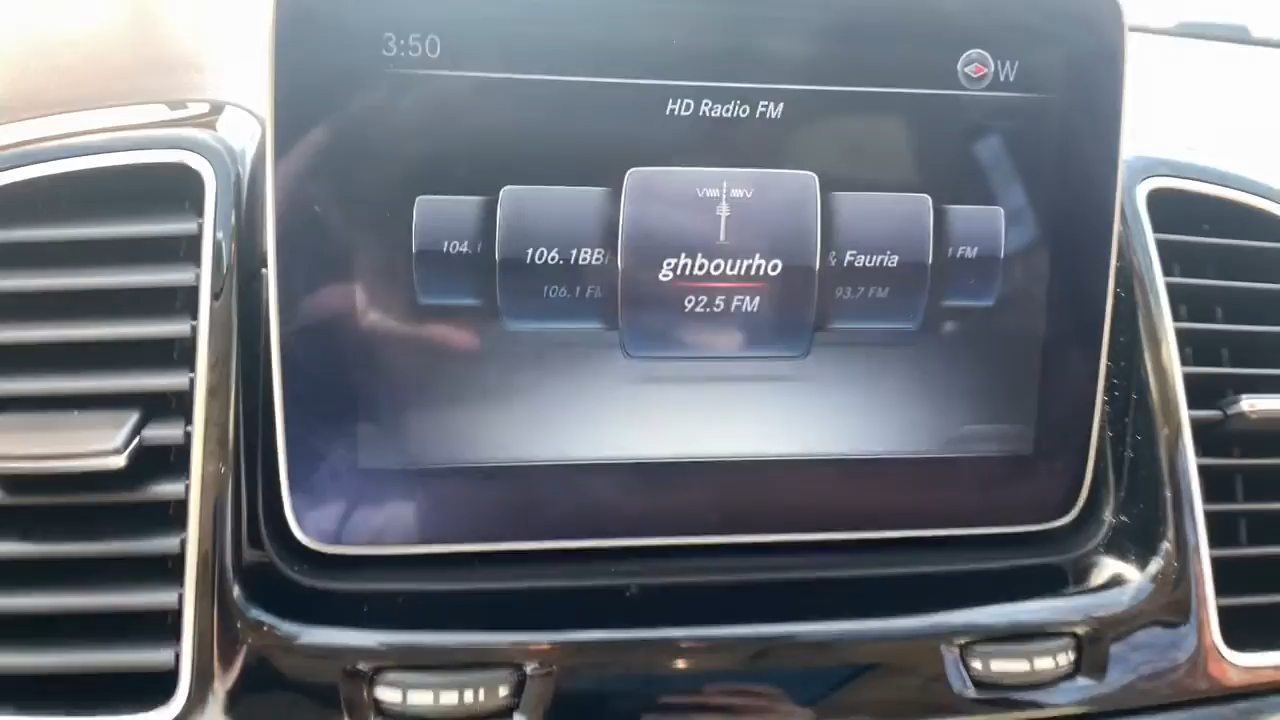 3:50
W
HD Radio FM
104.
106.1BB
ghbourho
& Fauria
1 FM
106.1 FM
92.5 FM
93.7 FM